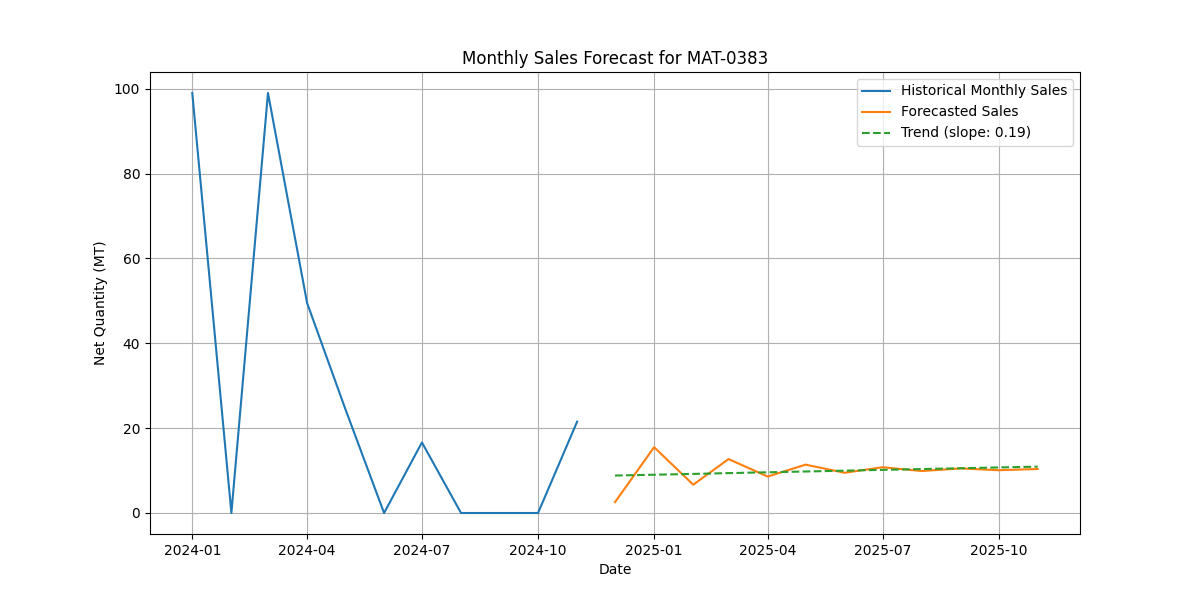 Monthly Sales Forecast for MAT-0383
Historical Monthly Sales
Forecasted Sales
Trend (slope: 0.19)
Net Quantity (MT)
100
80
60
40
20
0
2024-01 2024-04 2024-07 2024-10 2025-01 2025-04 2025-07 2025-10
Date